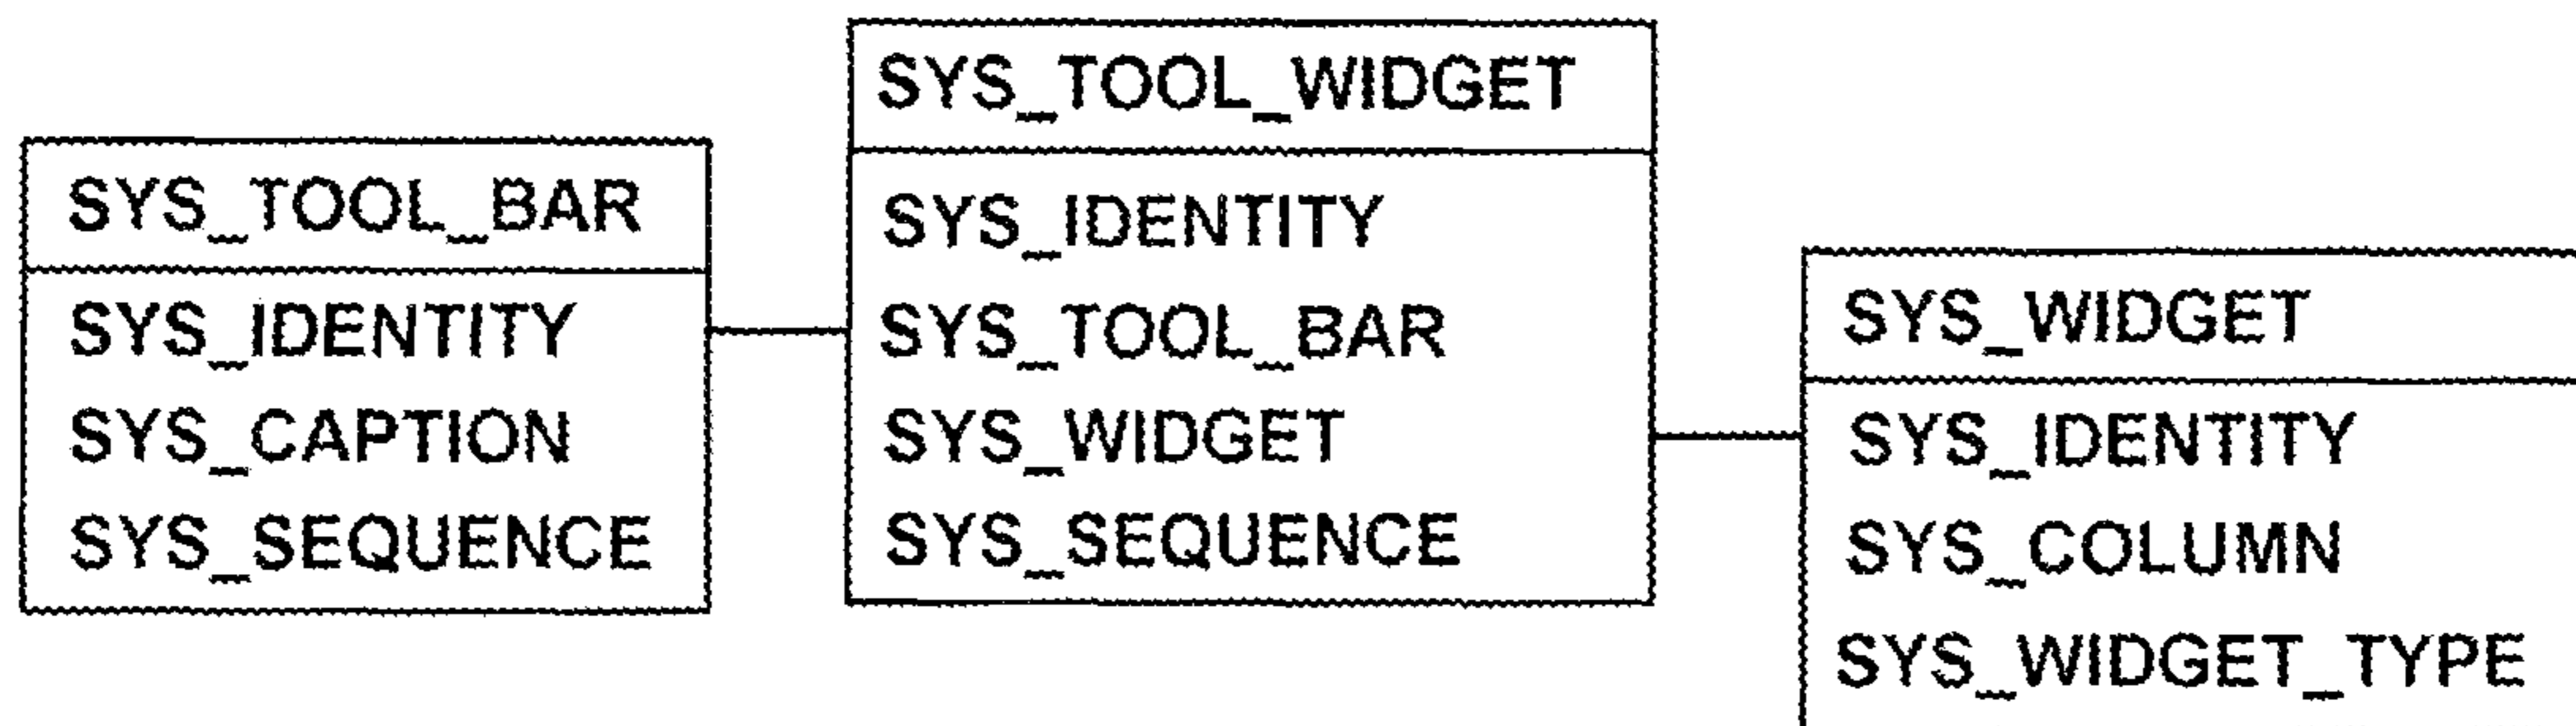 SYS_TOOL_BAR
SYS_IDENTITY
SYS_CAPTION
SYS_SEQUENCE
SYS_TOOL_WIDGET
SYS_IDENTITY
SYS_TOOL_BAR
SYS_WIDGET
SYS_SEQUENCE
SYS_WIDGET
SYS_IDENTITY
SYS_COLUMN
SYS_WIDGET_TYPE